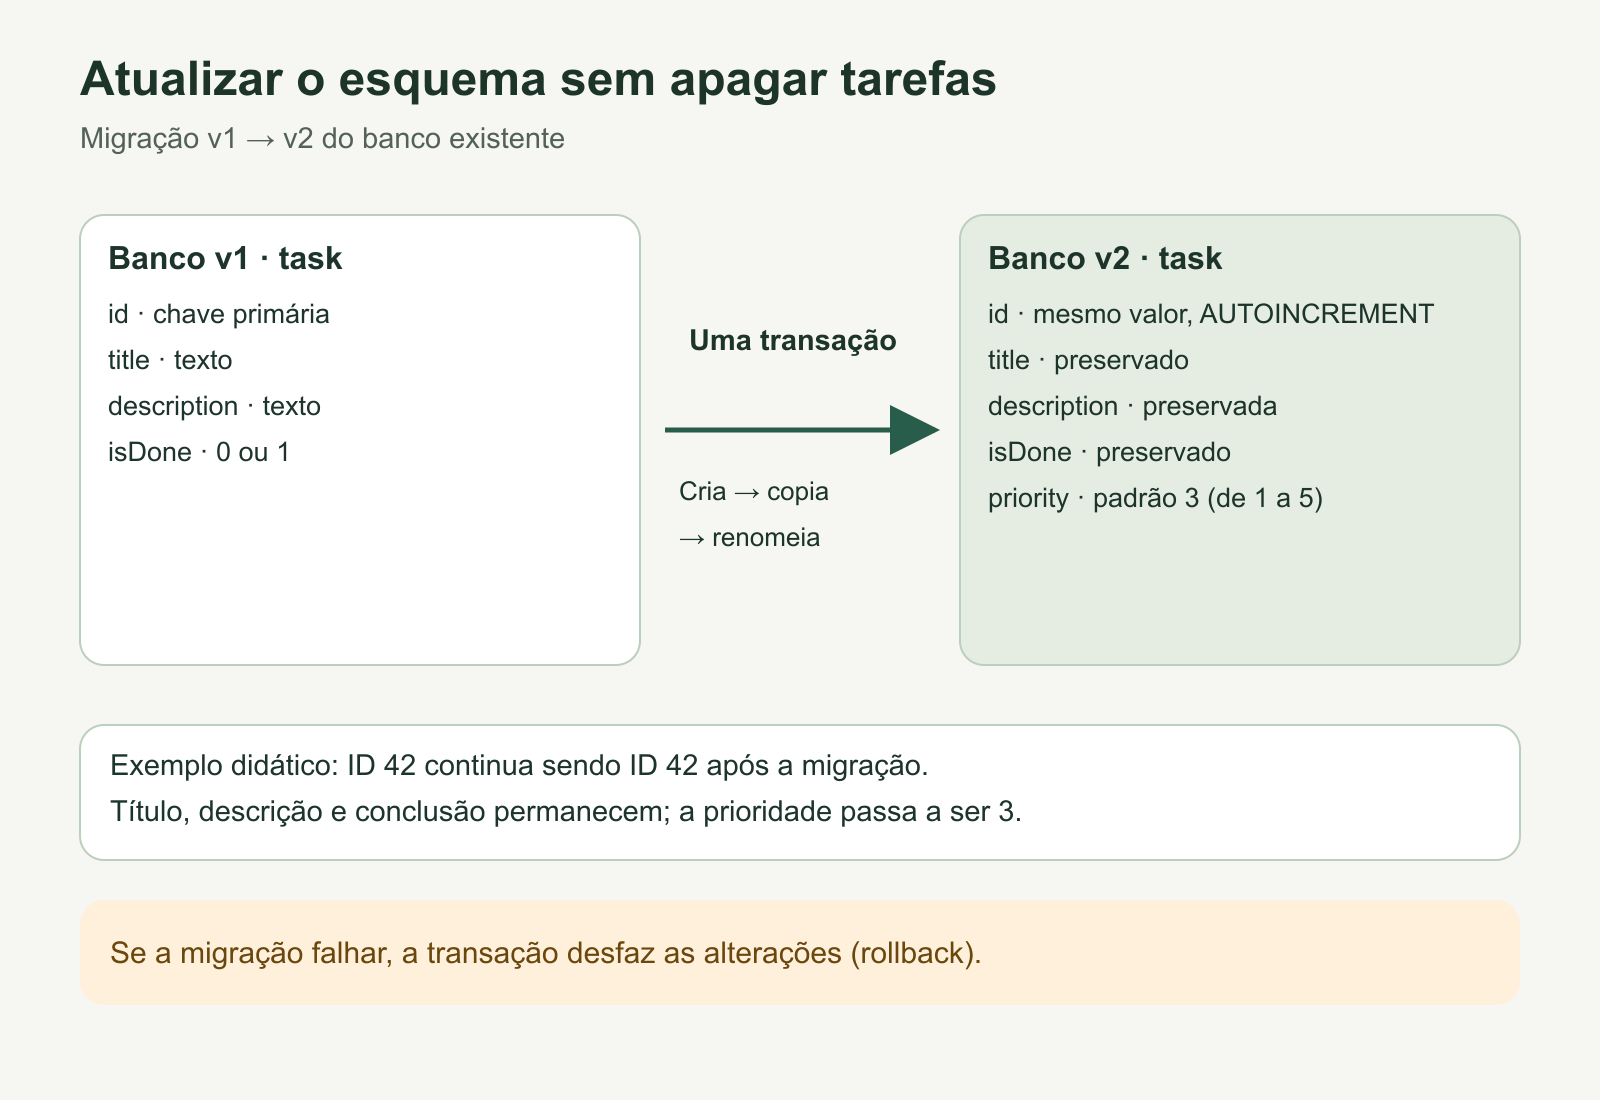 Atualizar o esquema sem apagar tarefas
Migração v1 → v2 do banco existente
Banco v1 · task
id · chave primária
title · texto
description · texto
isDone · 0 ou 1
Uma transação
Cria → copia
→ renomeia
Banco v2 · task
id · mesmo valor, AUTOINCREMENT
title · preservado
description · preservada
isDone · preservado
priority · padrão 3 (de 1 a 5)
Exemplo didático: ID 42 continua sendo ID 42 após a migração.
Título, descrição e conclusão permanecem; a prioridade passa a ser 3.
Se a migração falhar, a transação desfaz as alterações (rollback).